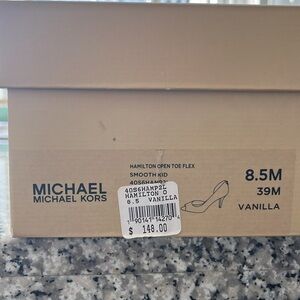 HAMILTON OPEN TOE FLEX
SMOOTH KID
40S6HAMP2L
HAMILTON O
8.5 VANILLA
$ 148.00
MICHAEL
MICHAEL KORS
8.5M
39M
VANILLA